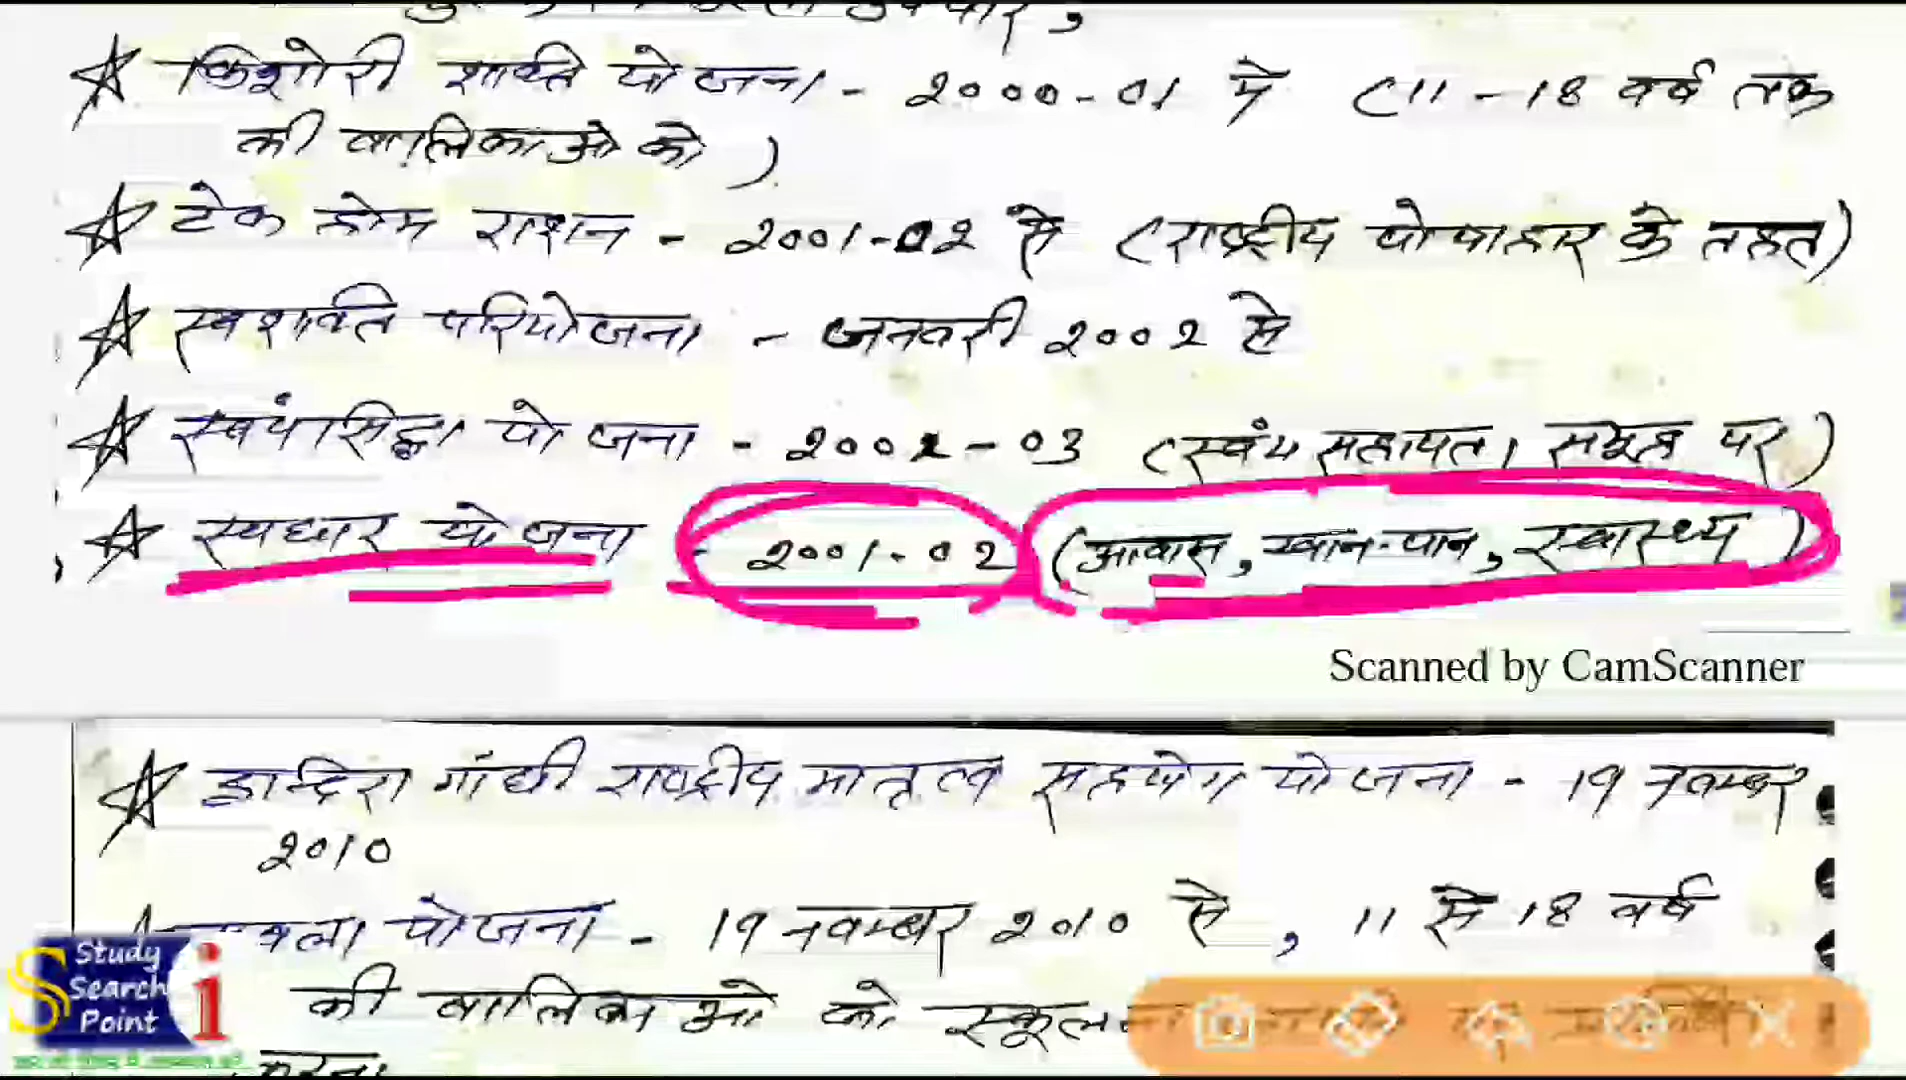 ★ किशोरी शक्ति योजना - 2000-01 मे (11 - 18 वर्ष तक
की बालिकाओ को)
★ टेक होम राशन - 2001-02 से (राष्ट्रीय पोषाहार के तहत)
★ स्वशक्ति परियोजना - जनवरी 2002 से
★ स्वयंसिद्धा योजना - 2002-03 (स्वंम सहायता समूह पर)
★ स्वधार योजना - 2001-02 (आवास, खान-पान, स्वास्थ्य)
Scanned by CamScanner
★ इन्दिरा गांधी राष्ट्रीय मातृत्व सहयोग योजना - 19 नवम्बर
2010
बला योजना - 19 नवम्बर 2010 से, 11 से 18 वर्ष
की बालिकाओ को स्कूल
करना
Study
Search
Point